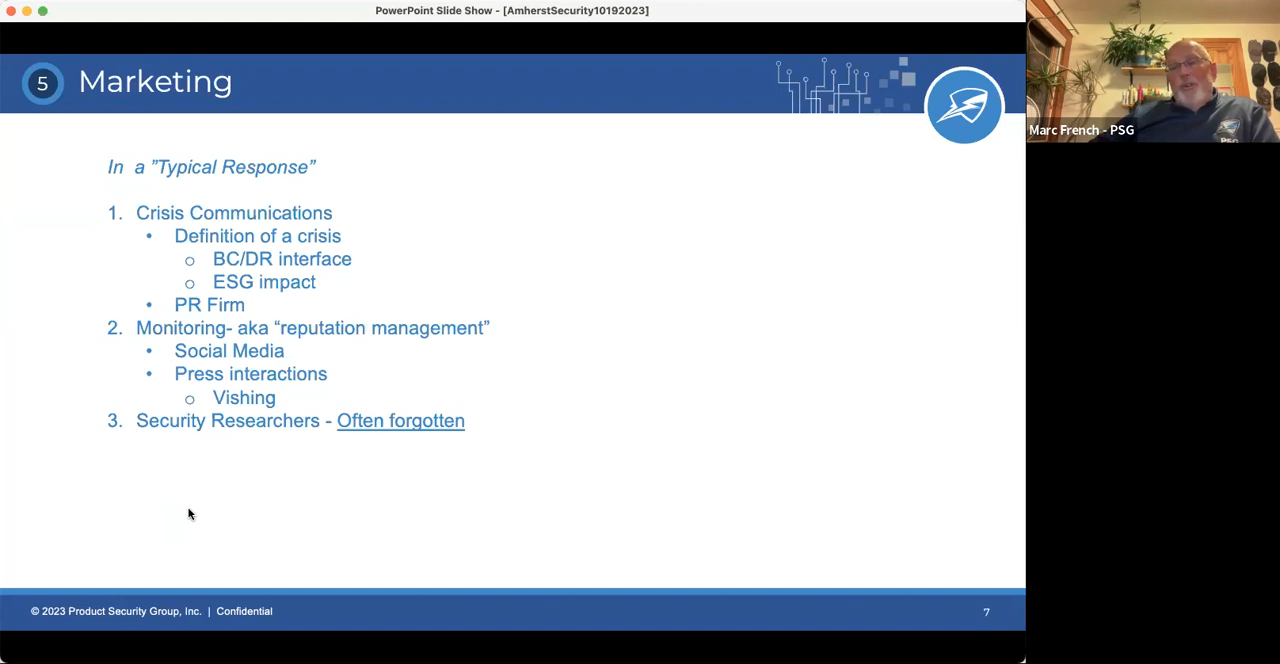 PowerPoint Slide Show - [AmherstSecurity10192023]
5 Marketing
In a ”Typical Response”
1. Crisis Communications
• Definition of a crisis
o BC/DR interface
o ESG impact
• PR Firm
2. Monitoring- aka “reputation management”
• Social Media
• Press interactions
o Vishing
3. Security Researchers - Often forgotten
© 2023 Product Security Group, Inc. | Confidential
7
Marc French - PSG
PSG